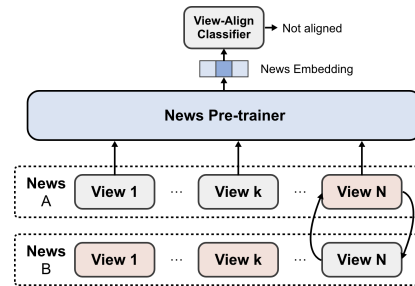 View-Align
Classifier
Not aligned
News Embedding
News Pre-trainer
News
A
View 1 ... View k ... View N
News
B
View 1 ... View k ... View N